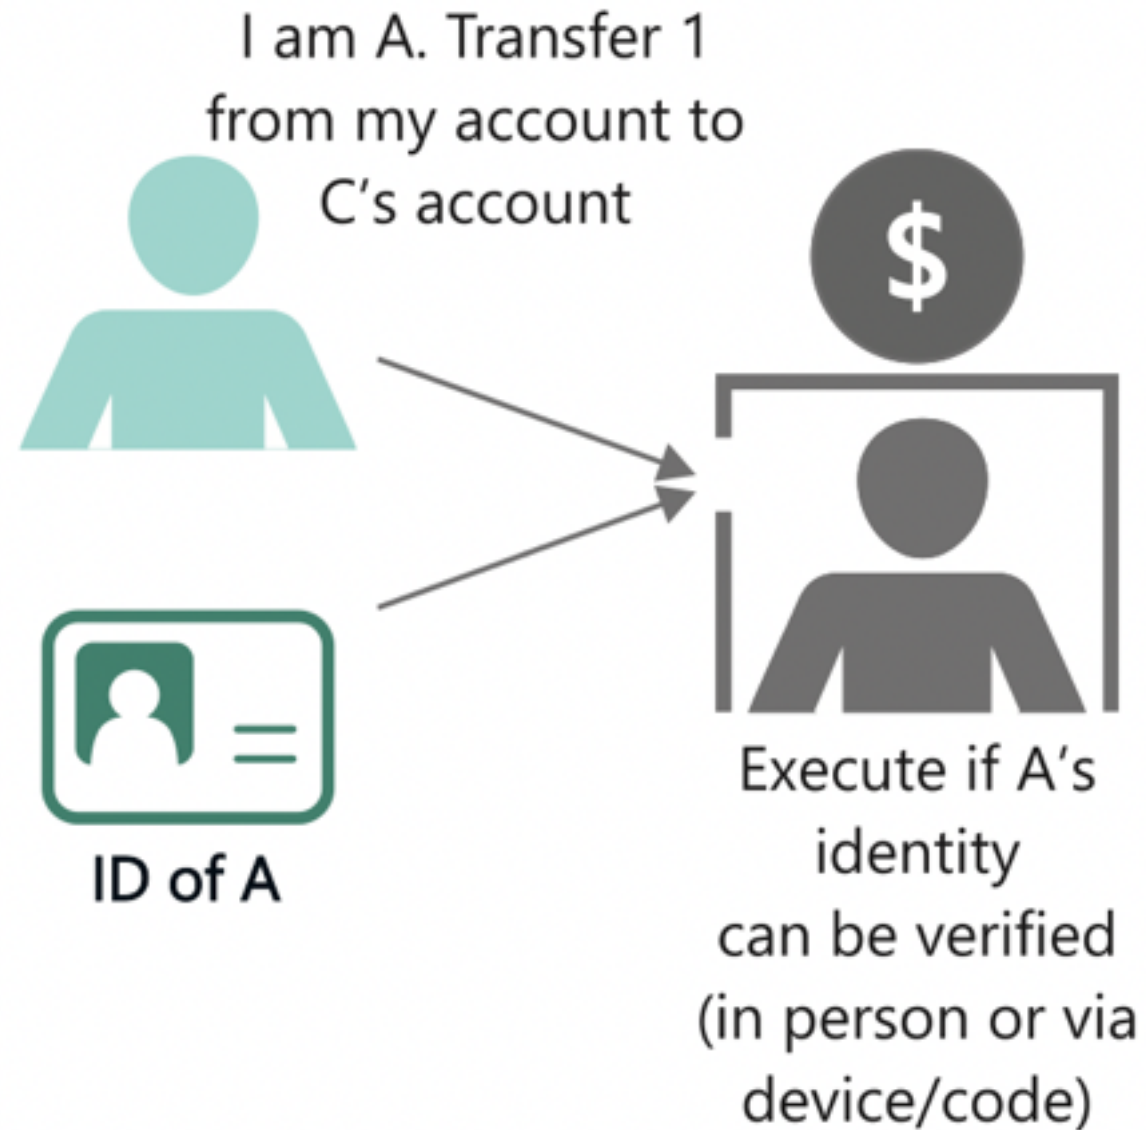 I am A. Transfer 1
from my account to
C's account
$
ID of A
Execute if A's
identity
can be verified
(in person or via
device/code)